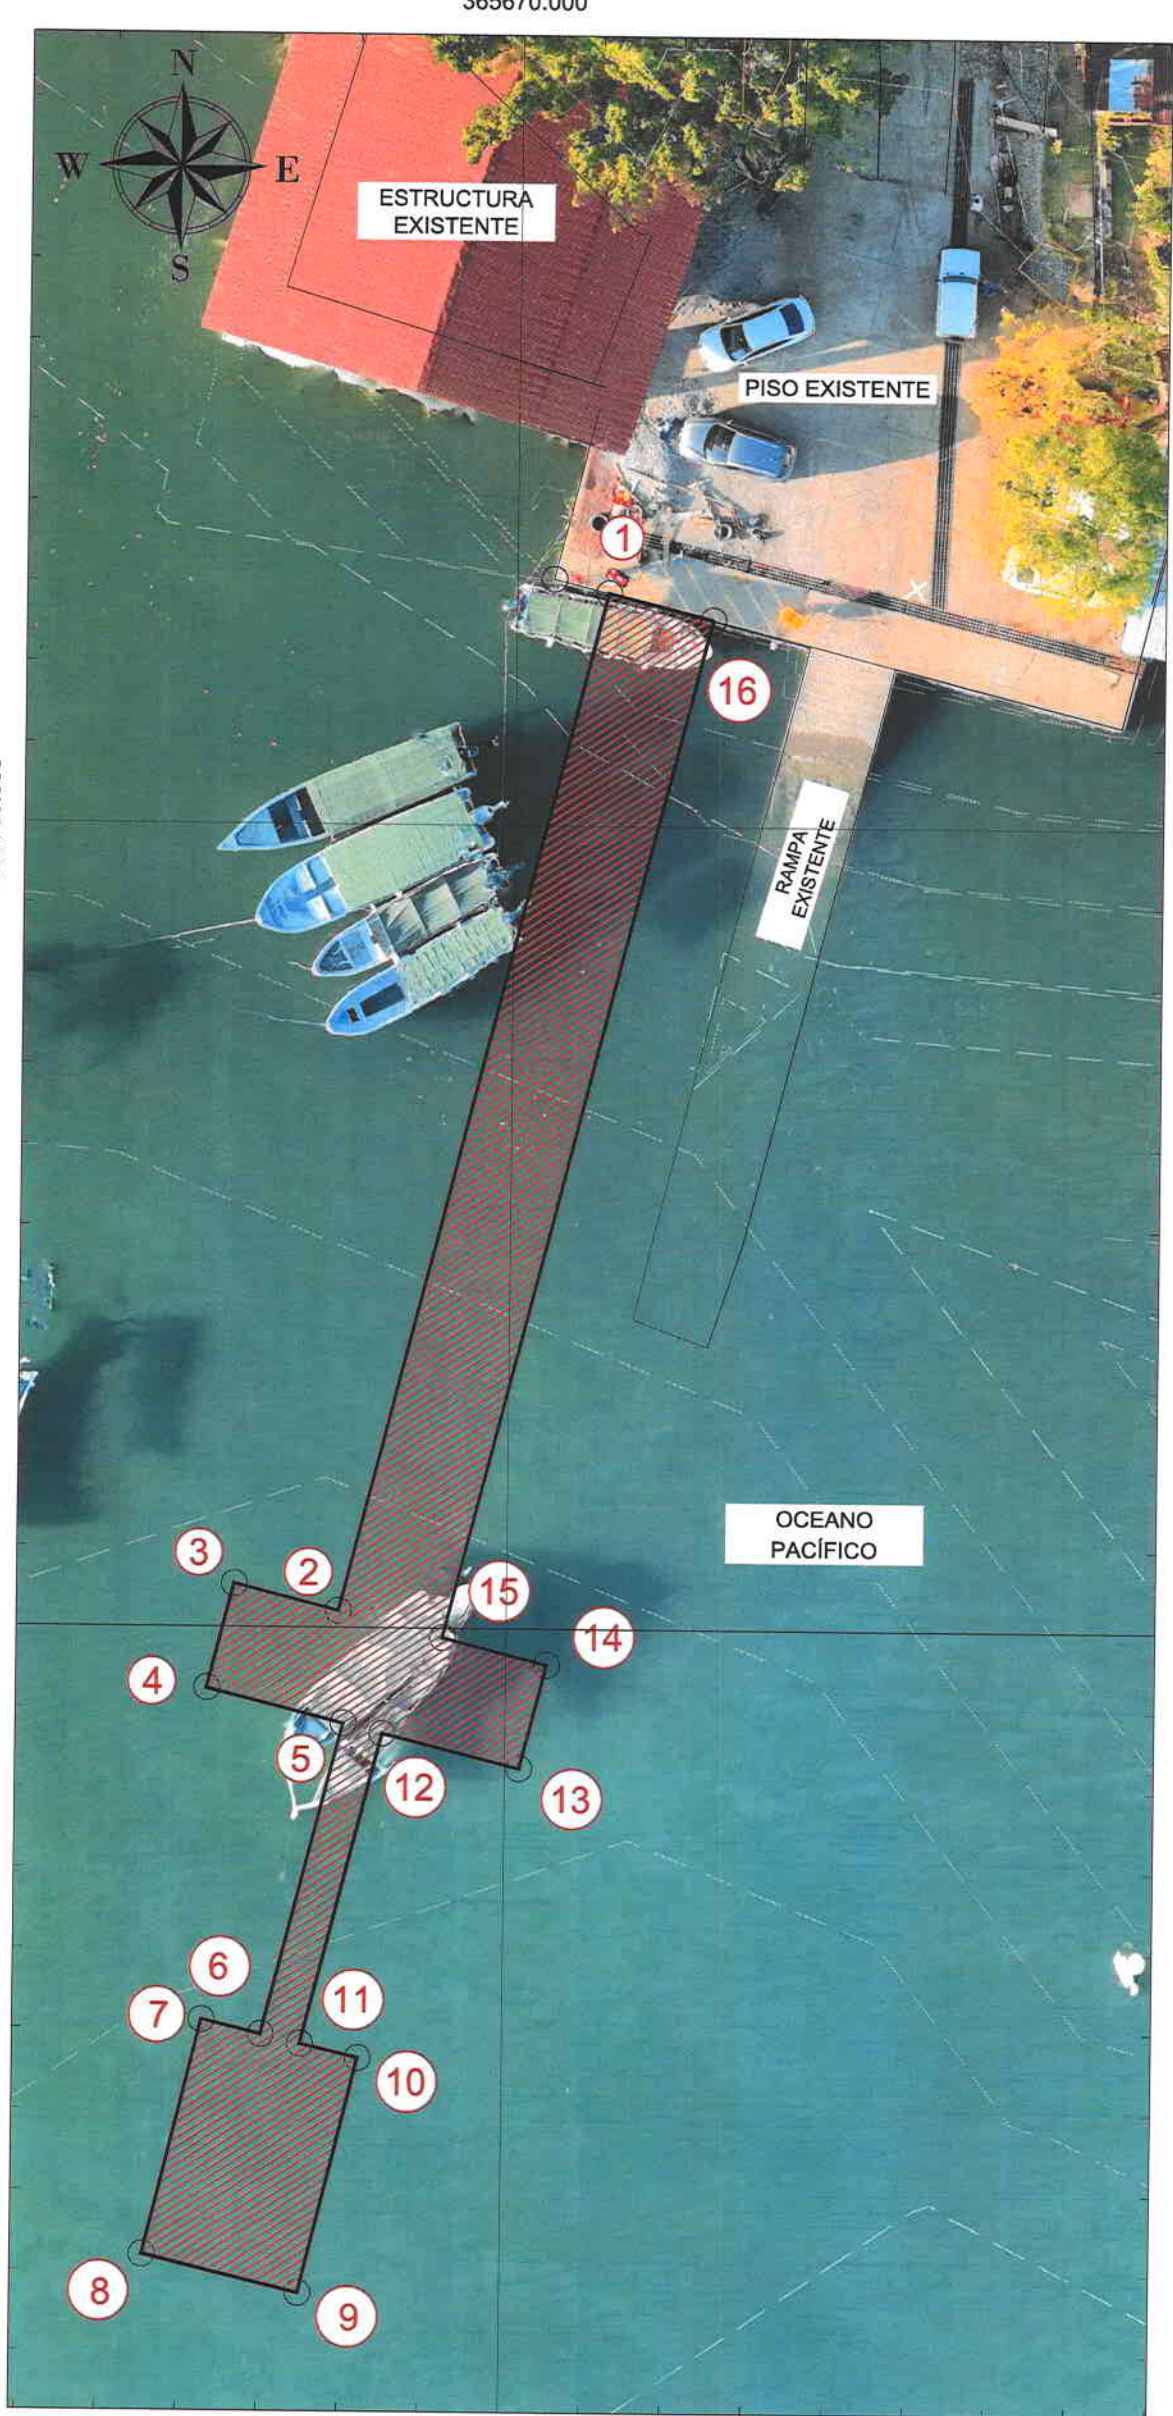 365670.000
N
W
E
S
ESTRUCTURA
EXISTENTE
PISO EXISTENTE
1
16
RAMPA
EXISTENTE
OCEANO
PACÍFICO
3
2
15
14
4
5
12
13
6
7
11
10
8
9